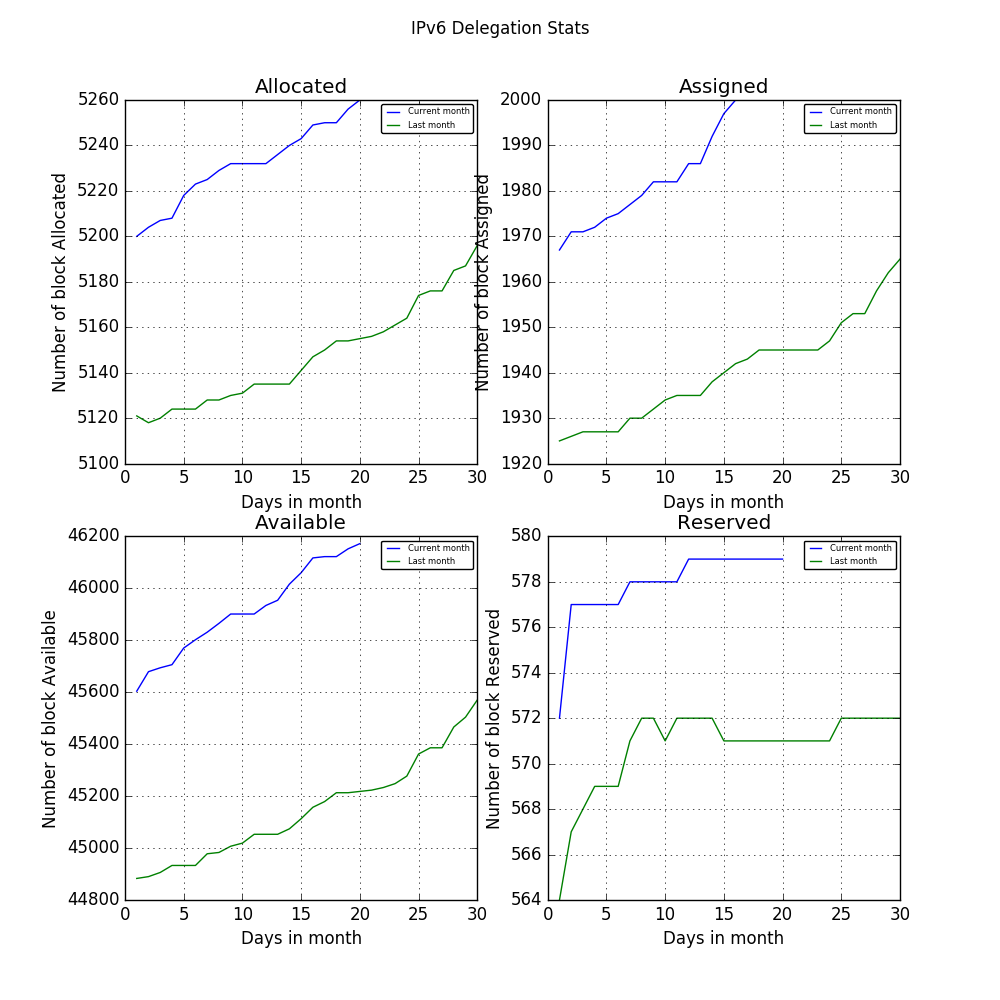 IPv6 Delegation Stats
Allocated
Number of block Allocated
5260
5240
5220
5200
5180
5160
5140
5120
5100
Current month
Last month
0 5 10 15 20 25 30
Days in month
Assigned
Number of block Assigned
2000
1990
1980
1970
1960
1950
1940
1930
1920
Current month
Last month
0 5 10 15 20 25 30
Days in month
Available
Number of block Available
46200
46000
45800
45600
45400
45200
45000
44800
Current month
Last month
0 5 10 15 20 25 30
Days in month
Reserved
Number of block Reserved
580
578
576
574
572
570
568
566
564
Current month
Last month
0 5 10 15 20 25 30
Days in month